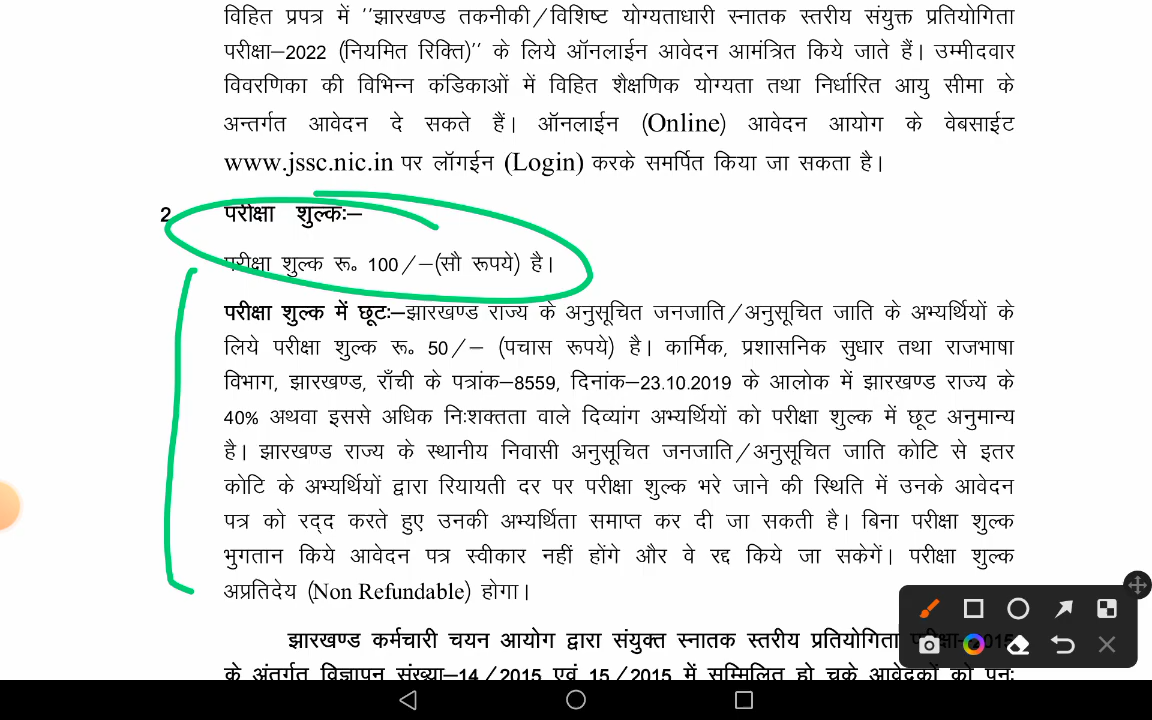 विहित प्रपत्र में ''झारखण्ड तकनीकी/विशिष्ट योग्यताधारी स्नातक स्तरीय संयुक्त प्रतियोगिता
परीक्षा–2022 (नियमित रिक्ति)'' के लिये ऑनलाईन आवेदन आमंत्रित किये जाते हैं। उम्मीदवार
विवरणिका की विभिन्न कंडिकाओं में विहित शैक्षणिक योग्यता तथा निर्धारित आयु सीमा के
अन्तर्गत आवेदन दे सकते हैं। ऑनलाईन (Online) आवेदन आयोग के वेबसाईट
www.jssc.nic.in पर लॉगईन (Login) करके समर्पित किया जा सकता है।
2 परीक्षा शुल्कः–
परीक्षा शुल्क रू० 100/–(सौ रूपये) है।
परीक्षा शुल्क में छूटः–झारखण्ड राज्य के अनुसूचित जनजाति/अनुसूचित जाति के अभ्यर्थियों के
लिये परीक्षा शुल्क रू० 50/– (पचास रूपये) है। कार्मिक, प्रशासनिक सुधार तथा राजभाषा
विभाग, झारखण्ड, राँची के पत्रांक–8559, दिनांक–23.10.2019 के आलोक में झारखण्ड राज्य के
40% अथवा इससे अधिक निःशक्तता वाले दिव्यांग अभ्यर्थियों को परीक्षा शुल्क में छूट अनुमान्य
है। झारखण्ड राज्य के स्थानीय निवासी अनुसूचित जनजाति/अनुसूचित जाति कोटि से इतर
कोटि के अभ्यर्थियों द्वारा रियायती दर पर परीक्षा शुल्क भरे जाने की स्थिति में उनके आवेदन
पत्र को रद्द करते हुए उनकी अभ्यर्थिता समाप्त कर दी जा सकती है। बिना परीक्षा शुल्क
भुगतान किये आवेदन पत्र स्वीकार नहीं होंगे और वे रद्द किये जा सकेगें। परीक्षा शुल्क
अप्रतिदेय (Non Refundable) होगा।
झारखण्ड कर्मचारी चयन आयोग द्वारा संयुक्त स्नातक स्तरीय प्रतियोगिता परीक्षा–2015
के अंतर्गत विज्ञापन संख्या–14/2015 एवं 15/2015 में सम्मिलित हो चुके आवेदकों को पुनः